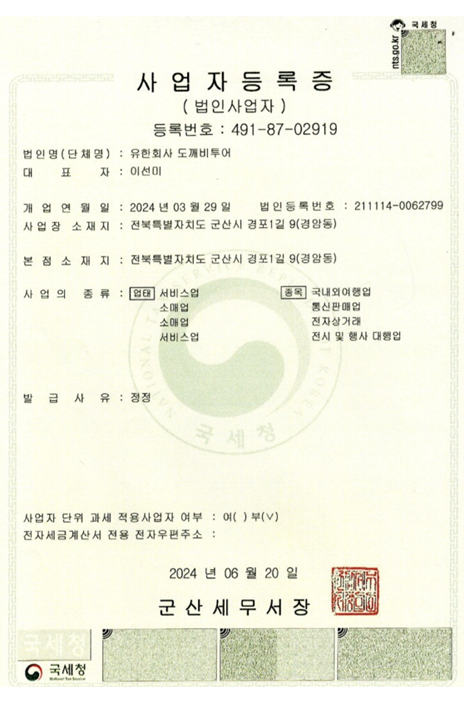 국세청
nts.go.kr
사업자등록증
( 법인사업자 )
등록번호 : 491-87-02919
법인명(단체명) : 유한회사 도깨비투어
대표자 : 이선미
개업연월일 : 2024 년 03 월 29 일 법인등록번호 : 211114-0062799
사업장 소재지 : 전북특별자치도 군산시 경포1길 9(경암동)
본점소재지 : 전북특별자치도 군산시 경포1길 9(경암동)
사업의 종류 : 업태 서비스업 종목 국내외여행업
소매업 통신판매업
소매업 전자상거래
서비스업 전시 및 행사 대행업
NATIONAL TAX SERVICE REPUBLIC OF KOREA
국세청
발급사유 : 정정
사업자 단위 과세 적용사업자 여부 : 여( ) 부(∨)
전자세금계산서 전용 전자우편주소 :
2024 년 06 월 20 일
군산세무서장
국세청
국세청
National Tax Service